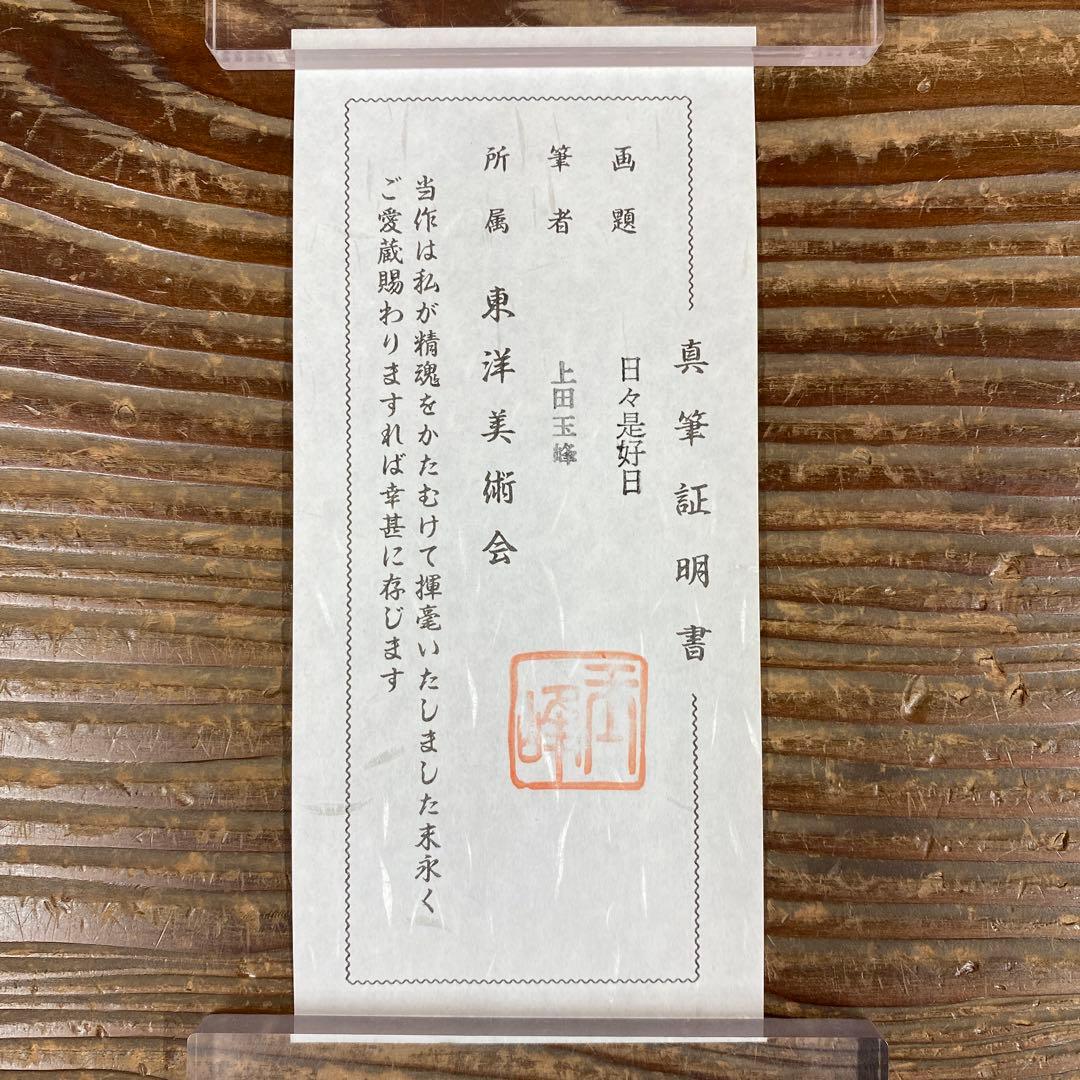 真筆証明書
画題 日々是好日
筆者 上田玉峰
所属 東洋美術会
当作は私が精魂をかたむけて揮毫いたしました末永く
ご愛蔵賜わりますれば幸甚に存じます
玉峰